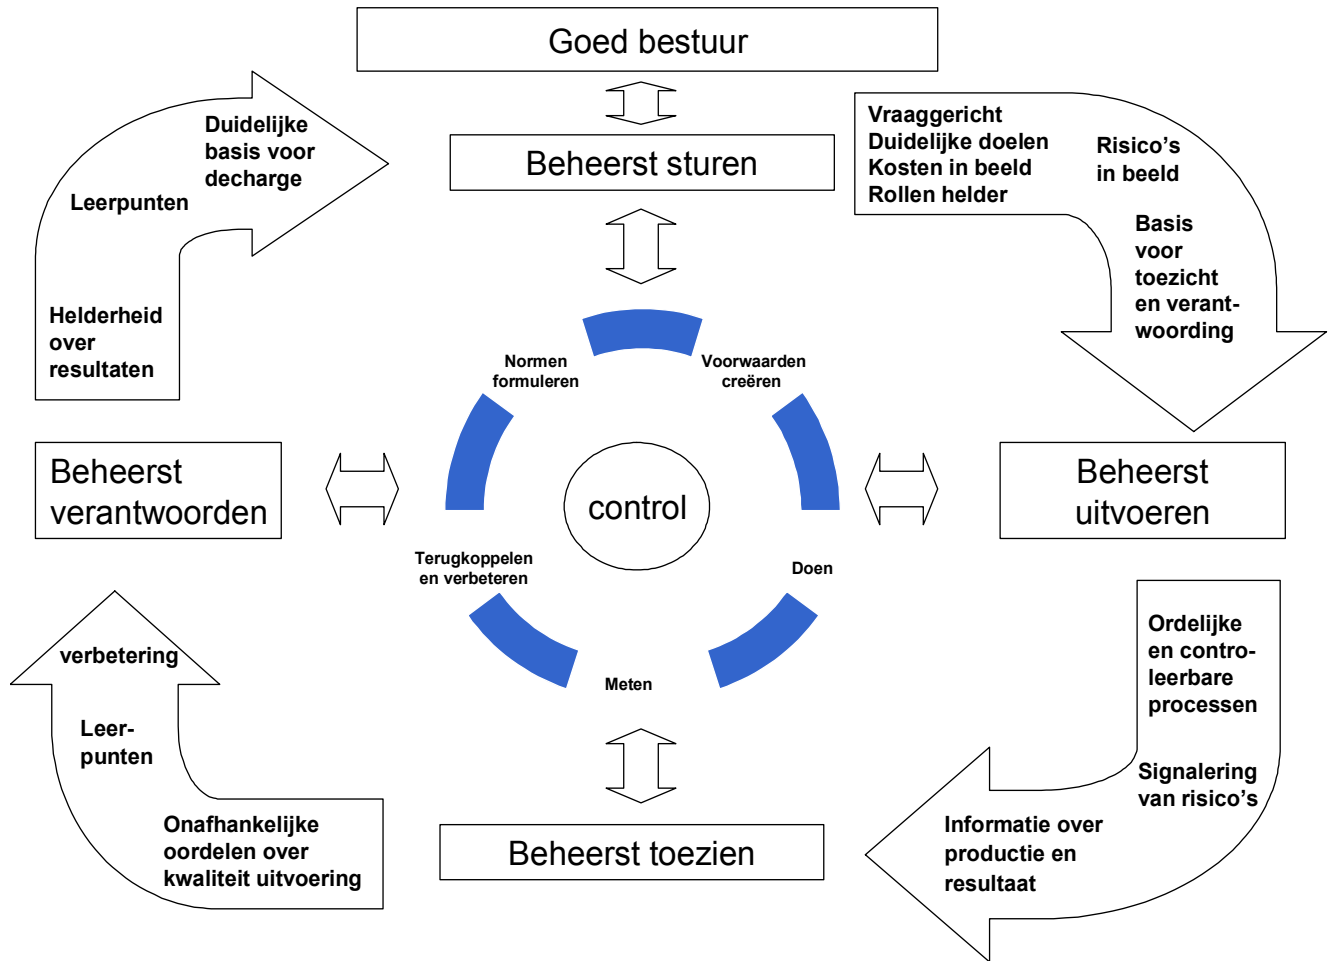 Goed bestuur
Beheerst sturen
Vraaggericht
Duidelijke doelen
Kosten in beeld
Rollen helder
Risico's
in beeld
Basis
voor
toezicht
en verant-
woording
Beheerst
uitvoeren
Ordelijke
en contro-
leerbare
processen
Signalering
van risico's
Informatie over
productie en
resultaat
Beheerst toezien
Onafhankelijke
oordelen over
kwaliteit uitvoering
Leer-
punten
verbetering
Beheerst
verantwoorden
Helderheid
over
resultaten
Leerpunten
Duidelijke
basis voor
decharge
Normen
formuleren
Voorwaarden
creëren
Doen
Meten
Terugkoppelen
en verbeteren
control